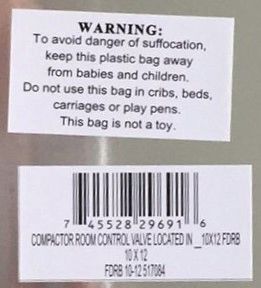 WARNING:
To avoid danger of suffocation,
keep this plastic bag away
from babies and children.
Do not use this bag in cribs, beds,
carriages or play pens.
This bag is not a toy.
7 45528 29691 6
COMPACTOR ROOM CONTROL VALVE LOCATED IN _10X12 FDRB
10 X 12
FDRB 10-12 517084